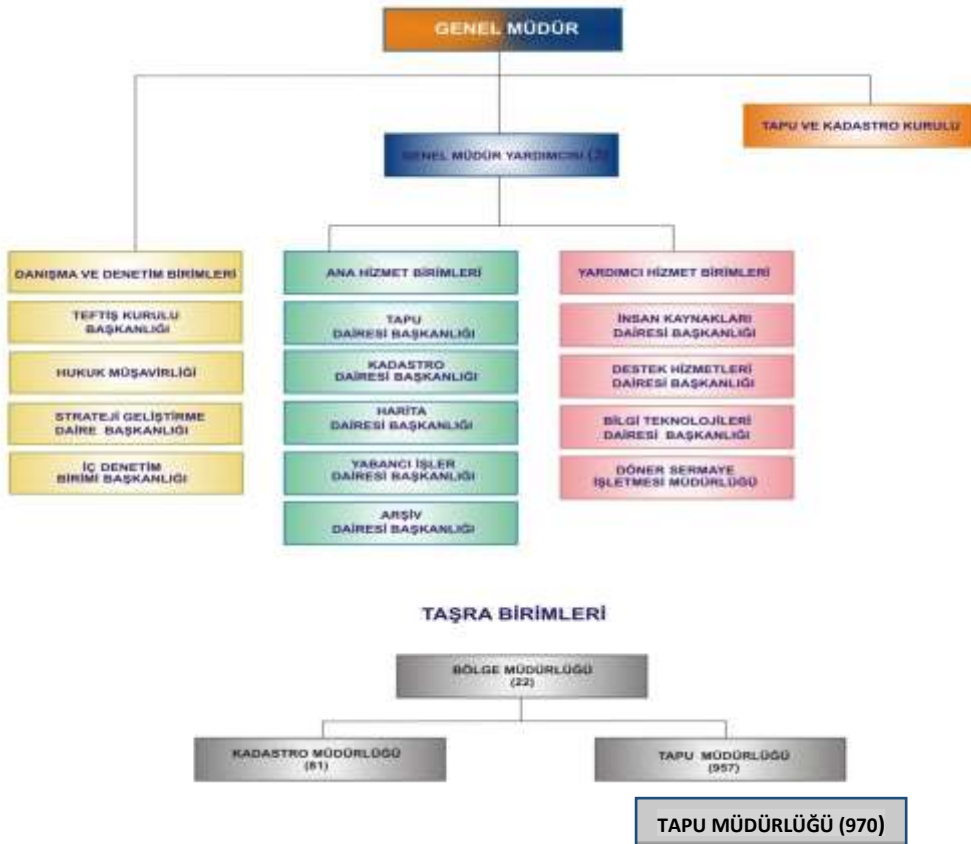 GENEL MÜDÜR
TAPU VE KADASTRO KURULU
GENEL MÜDÜR YARDIMCISI
DANIŞMA VE DENETİM BİRİMLERİ
TEFTİŞ KURULU
BAŞKANLIĞI
HUKUK MÜŞAVİRLİĞİ
STRATEJİ GELİŞTİRME
DAİRE BAŞKANLIĞI
İÇ DENETİM
BİRİMİ BAŞKANLIĞI
ANA HİZMET BİRİMLERİ
TAPU
DAİRESİ BAŞKANLIĞI
KADASTRO
DAİRESİ BAŞKANLIĞI
HARİTA
DAİRESİ BAŞKANLIĞI
YABANCI İŞLER
DAİRESİ BAŞKANLIĞI
ARŞİV
DAİRESİ BAŞKANLIĞI
YARDIMCI HİZMET BİRİMLERİ
İNSAN KAYNAKLARI
DAİRESİ BAŞKANLIĞI
DESTEK HİZMETLERİ
DAİRESİ BAŞKANLIĞI
BİLGİ TEKNOLOJİLERİ
DAİRESİ BAŞKANLIĞI
DÖNER SERMAYE
İŞLETMESİ MÜDÜRLÜĞÜ
TAŞRA BİRİMLERİ
BÖLGE MÜDÜRLÜĞÜ
(22)
KADASTRO MÜDÜRLÜĞÜ
(81)
TAPU MÜDÜRLÜĞÜ
(957)
TAPU MÜDÜRLÜĞÜ (970)